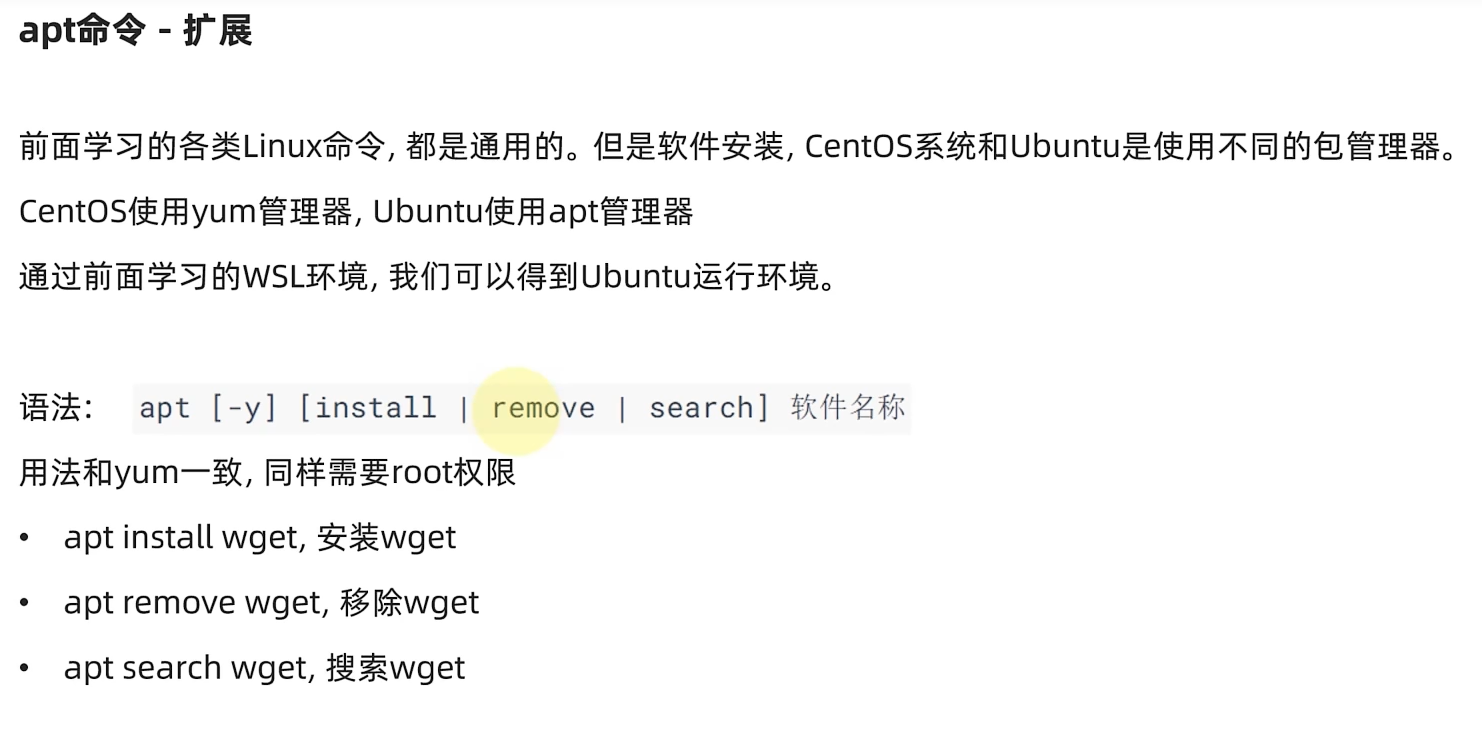 apt命令 - 扩展
前面学习的各类Linux命令, 都是通用的。但是软件安装, CentOS系统和Ubuntu是使用不同的包管理器。
CentOS使用yum管理器, Ubuntu使用apt管理器
通过前面学习的WSL环境, 我们可以得到Ubuntu运行环境。
语法: apt [-y] [install | remove | search] 软件名称
用法和yum一致, 同样需要root权限
• apt install wget, 安装wget
• apt remove wget, 移除wget
• apt search wget, 搜索wget